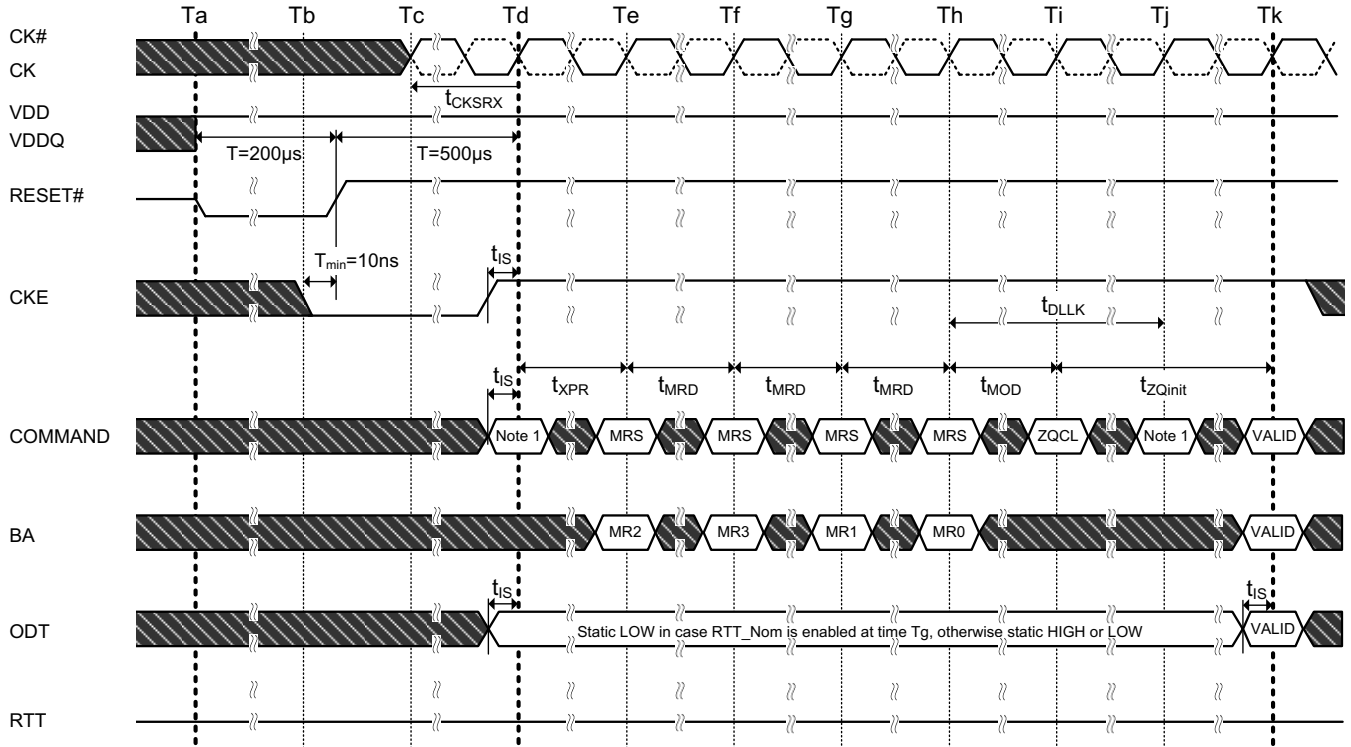 Ta Tb Tc Td Te Tf Tg Th Ti Tj Tk
CK#
CK
tCKSRX
VDD
VDDQ
T=200µs T=500µs
RESET#
Tmin=10ns tIS
CKE
tDLLK
tIS tXPR tMRD tMRD tMRD tMOD tZQinit
COMMAND Note 1 MRS MRS MRS MRS ZQCL Note 1 VALID
BA MR2 MR3 MR1 MR0 VALID
tIS tIS
ODT Static LOW in case RTT_Nom is enabled at time Tg, otherwise static HIGH or LOW VALID
RTT